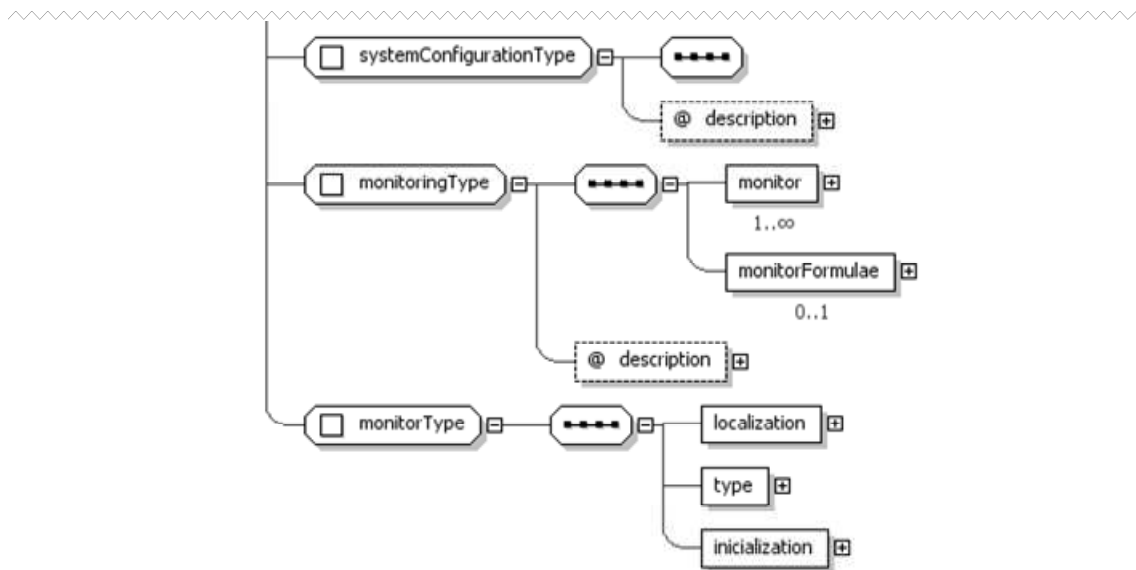 systemConfigurationType
@ description
monitoringType
monitor
1..∞
monitorFormulae
0..1
@ description
monitorType
localization
type
inicialization